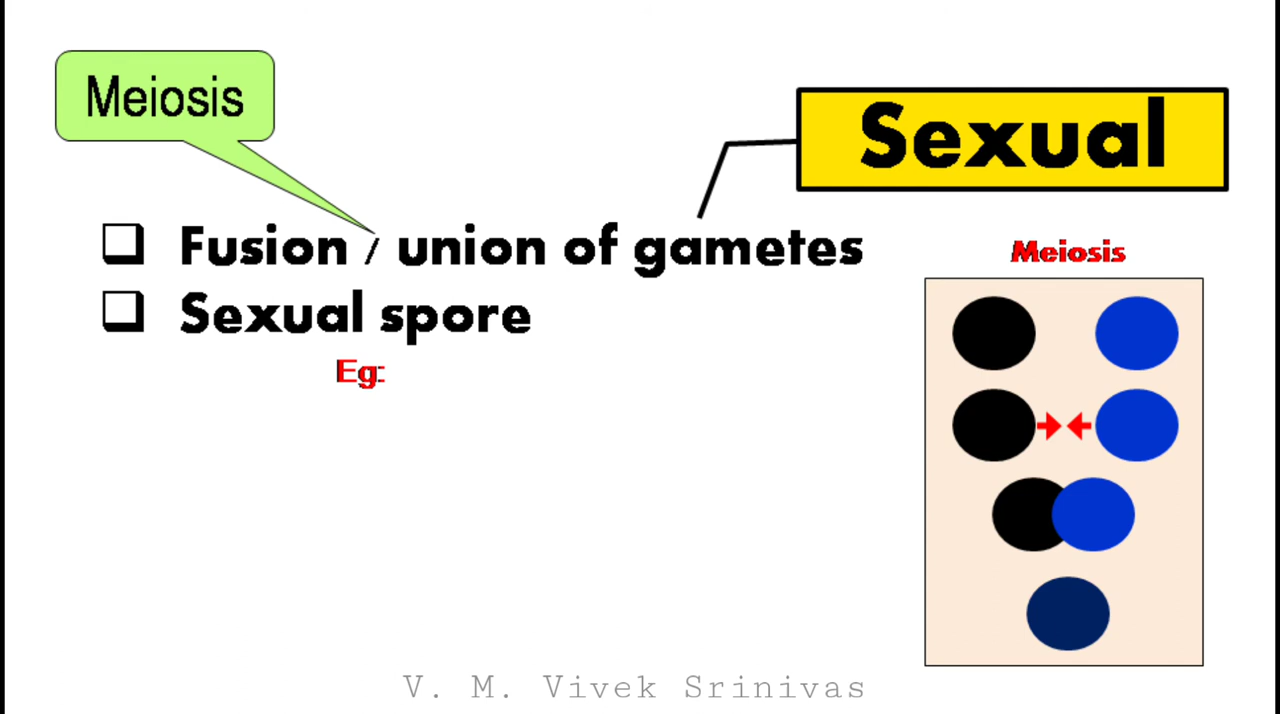 Meiosis
Sexual
Fusion / union of gametes
Sexual spore
Eg:
Meiosis
V. M. Vivek Srinivas